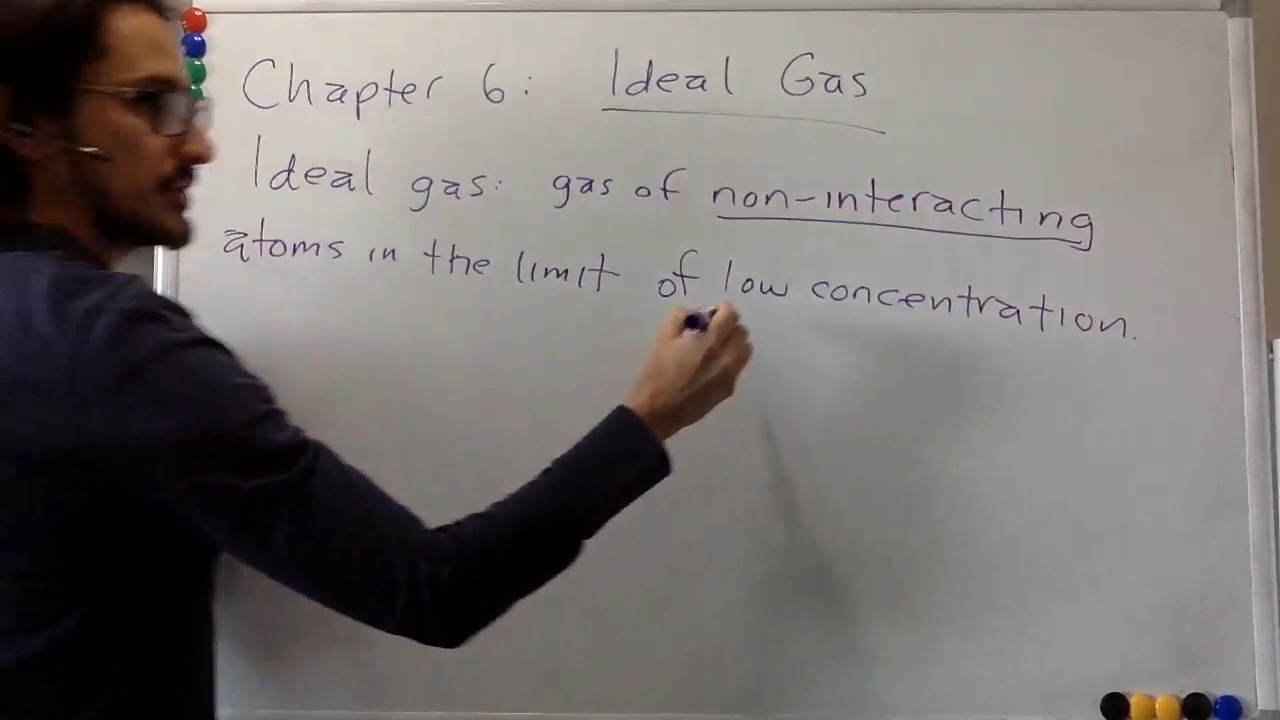 Chapter 6: Ideal Gas
Ideal gas: gas of non-interacting
atoms in the limit of low concentration.